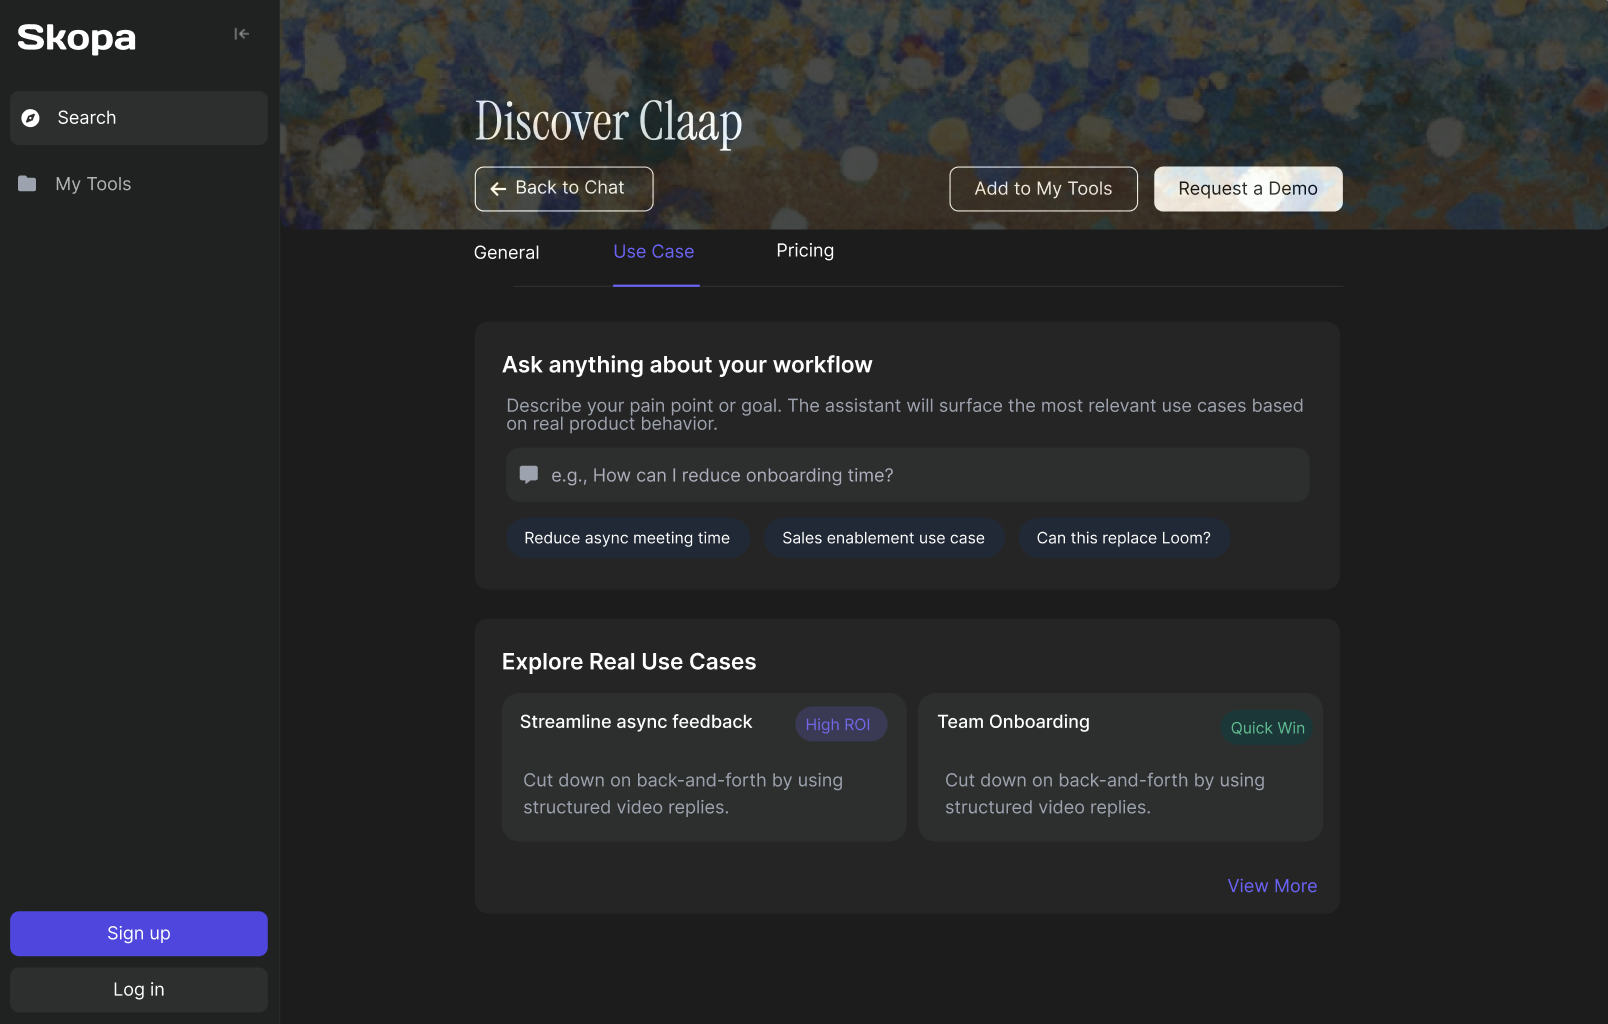 Skopa
Search
My Tools
Sign up
Log in
Discover Claap
Back to Chat
Add to My Tools
Request a Demo
General
Use Case
Pricing
Ask anything about your workflow
Describe your pain point or goal. The assistant will surface the most relevant use cases based
on real product behavior.
e.g., How can I reduce onboarding time?
Reduce async meeting time
Sales enablement use case
Can this replace Loom?
Explore Real Use Cases
Streamline async feedback
High ROI
Cut down on back-and-forth by using
structured video replies.
Team Onboarding
Quick Win
Cut down on back-and-forth by using
structured video replies.
View More